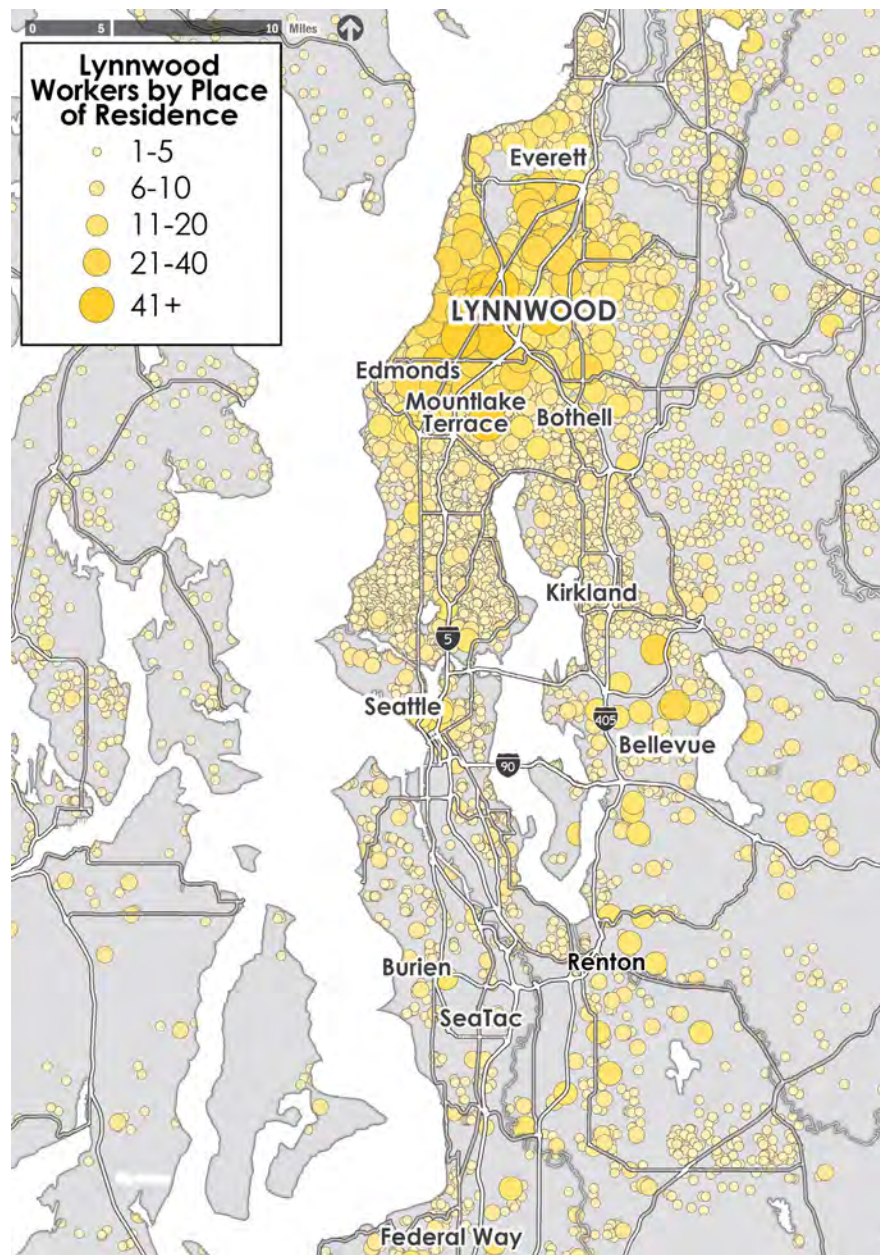 0 5 10 Miles
Lynnwood
Workers by Place
of Residence
1-5
6-10
11-20
21-40
41+
Everett
LYNNWOOD
Edmonds
Mountlake
Terrace
Bothell
Kirkland
5
Seattle
405
Bellevue
90
Burien
Renton
SeaTac
Federal Way